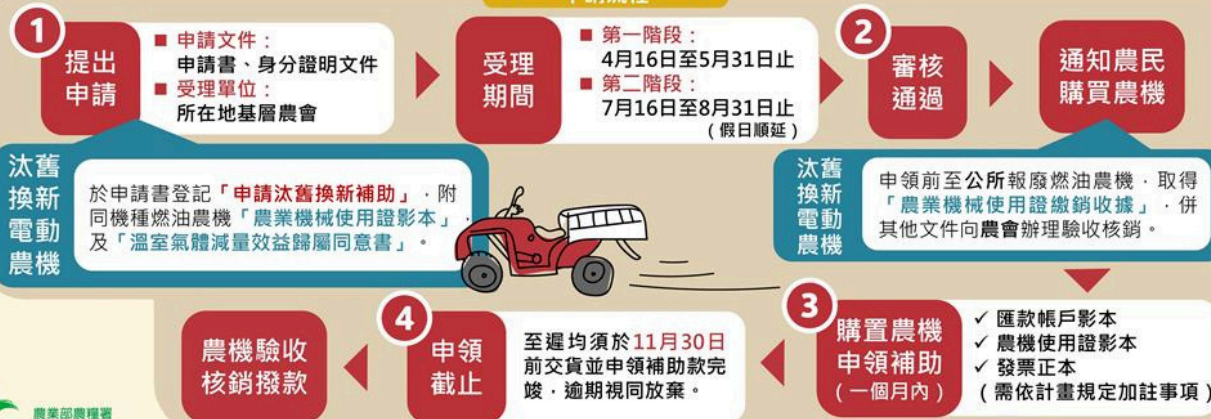 1
提出
申請
■ 申請文件：
申請書、身分證明文件
■ 受理單位：
所在地基層農會
受理
期間
■ 第一階段：
4月16日至5月31日止
■ 第二階段：
7月16日至8月31日止
(假日順延)
2
審核
通過
通知農民
購買農機
汰舊
換新
電動
農機
於申請書登記「申請汰舊換新補助」，附
同機種燃油農機「農業機械使用證影本」，
及「溫室氣體減量效益歸屬同意書」。
汰舊
換新
電動
農機
申領前至公所報廢燃油農機，取得
「農業機械使用證繳銷收據」，併
其他文件向農會辦理驗收核銷。
3
購置農機
申領補助
(一個月內)
✓ 匯款帳戶影本
✓ 農機使用證影本
✓ 發票正本
(需依計畫規定加註事項)
4
申領
截止
至遲均須於11月30日
前交貨並申領補助款完
竣，逾期視同放棄。
農機驗收
核銷撥款
農業部農糧署